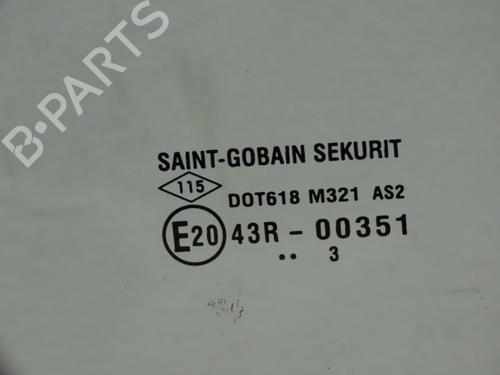 B-PARTS
SAINT-GOBAIN SEKURIT
115 DOT618 M321 AS2
E20 43R - 00351
.. 3